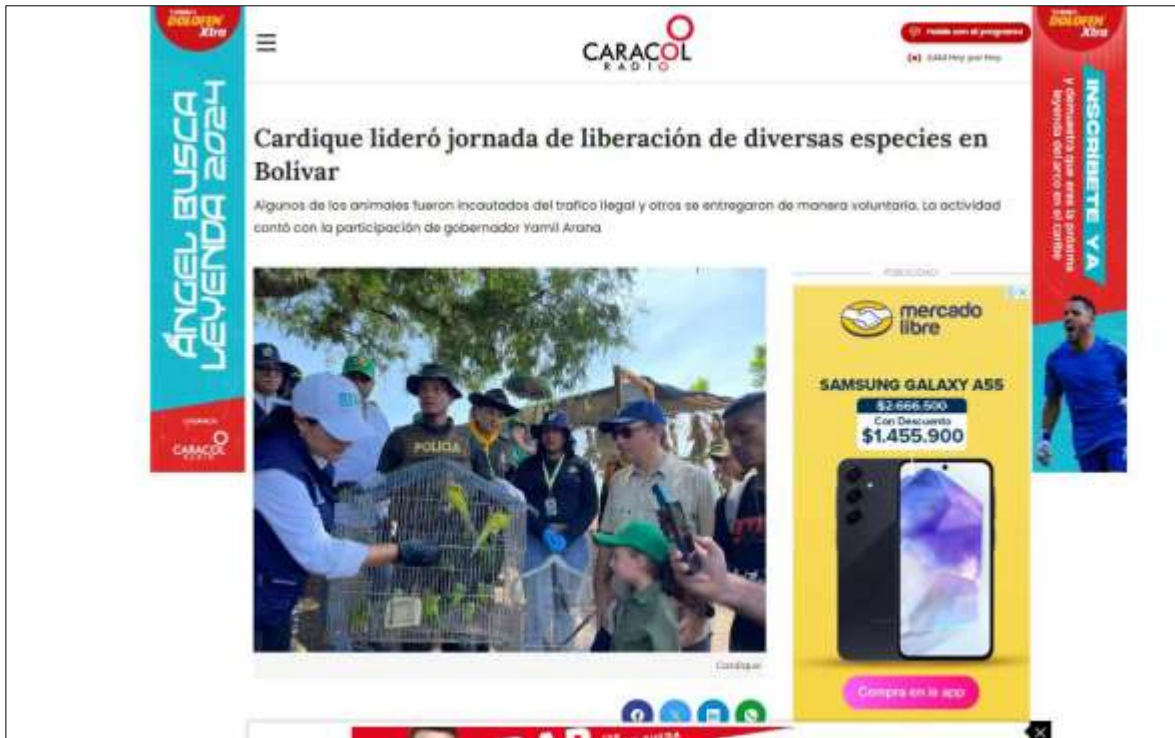 DOLOFEN
Xtra
ÁNGEL BUSCA
LEYENDA 2024
CARACOL
RADIO
CARACOL
RADIO
Cardique lideró jornada de liberación de diversas especies en
Bolívar
Algunos de los animales fueron incautados del trafico ilegal y otros se entregaron de manera voluntaria. La actividad
contó con la participación de gobernador Yamil Arana
POLICIA
Cardique
PUBLICIDAD
mercado
libre
SAMSUNG GALAXY A55
$2.666.500
Con Descuento
$1.455.900
Compra en la app
DOLOFEN
Xtra
INSCRÍBETE YA
y demuestra que eres la próxima
leyenda del arco en el caribe